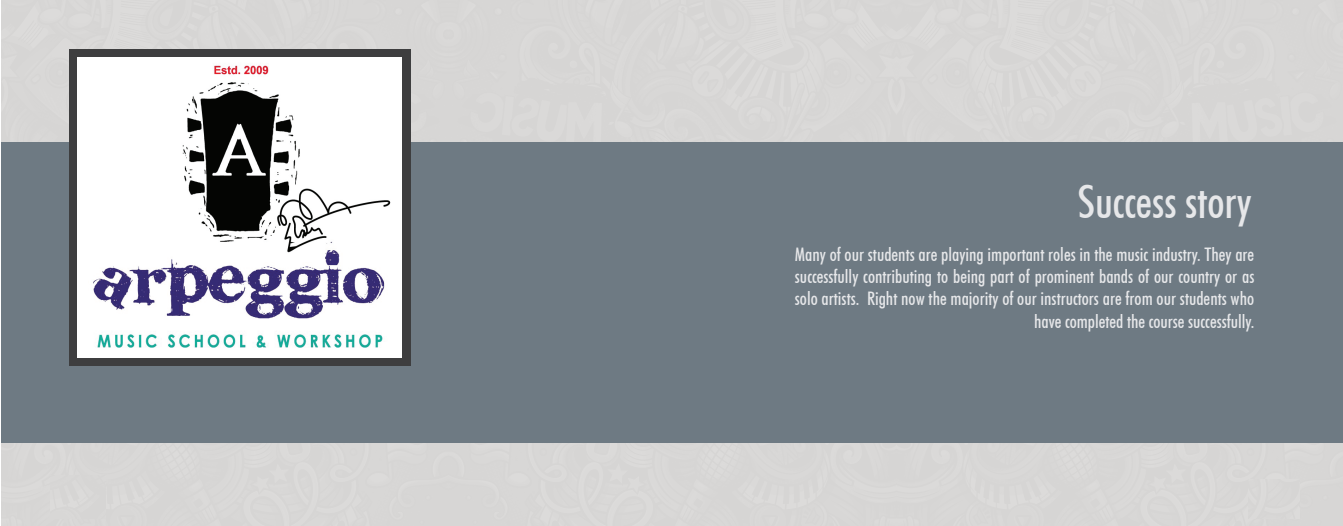 Estd. 2009
A
arpeggio
MUSIC SCHOOL & WORKSHOP
MUSIC
MUSIC
Success story
Many of our students are playing important roles in the music industry. They are
successfully contributing to being part of prominent bands of our country or as
solo artists.  Right now the majority of our instructors are from our students who
have completed the course successfully.